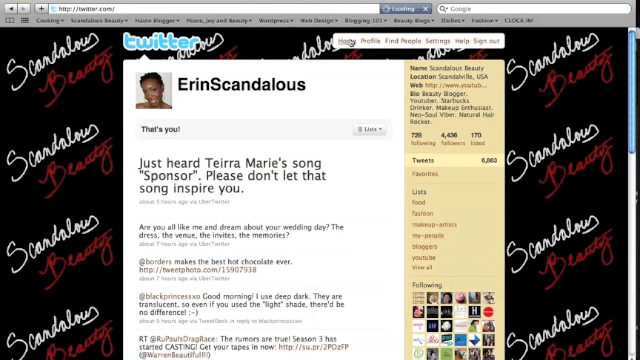 http://twitter.com/
Loading
Google
Cooking
Scandalous Beauty
Haute Blogger
Peace, Joy and Beauty
Wordpress
Web Design
Blogging 101
Beauty Blogs
Dailies
Fashion
CLOCK IN!
twitter
Home Profile Find People Settings Help Sign out
Scandalous Beauty
ErinScandalous
That's you!
Lists
Just heard Teirra Marie's song
"Sponsor". Please don't let that
song inspire you.
about 5 hours ago via UberTwitter
Are you all like me and dream about your wedding day? The
dress, the venue, the invites, the memories?
about 7 hours ago via UberTwitter
@borders makes the best hot chocolate ever.
http://tweetphoto.com/15907938
about 7 hours ago via UberTwitter
@blackprincessxo Good morning! I use deep dark. They are
translucent, so even if you used the "light" shade, there'd be
no difference! ;-)
about 9 hours ago via TweetDeck in reply to blackprincessxo
RT @RuPaulsDragRace: The rumors are true! Season 3 has
started CASTING! Get your tapes in now: http://su.pr/2POzFP
(@WarrenBeautiful!!!)
Name Scandalous Beauty
Location Scandalville, USA
Web http://www.youtub...
Bio Beauty Blogger.
Youtuber. Starbucks
Drinker. Makeup Enthusiast.
Neo-Soul Viber. Natural Hair
Rocker.
728 4,436 170
following followers listed
Tweets 6,863
Favorites
Lists
food
fashion
makeup-artists
my-people
bloggers
youtube
View all
Following